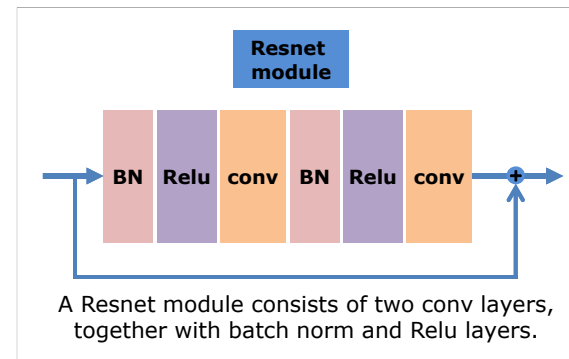 Resnet
module
BN Relu conv BN Relu conv +
A Resnet module consists of two conv layers,
together with batch norm and Relu layers.